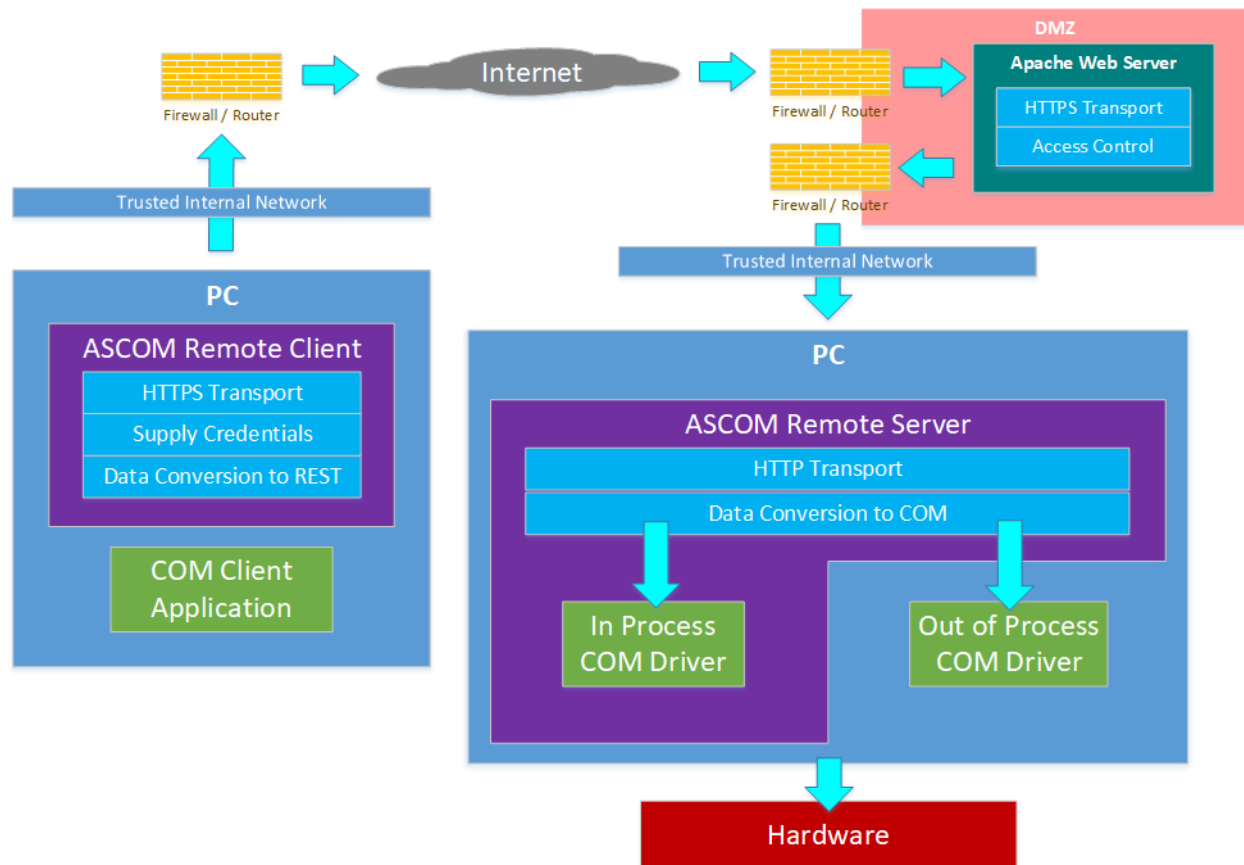 DMZ
Internet
Apache Web Server
HTTPS Transport
Access Control
Firewall / Router
Firewall / Router
Firewall / Router
Trusted Internal Network
Trusted Internal Network
PC
ASCOM Remote Client
HTTPS Transport
Supply Credentials
Data Conversion to REST
COM Client
Application
PC
ASCOM Remote Server
HTTP Transport
Data Conversion to COM
In Process
COM Driver
Out of Process
COM Driver
Hardware